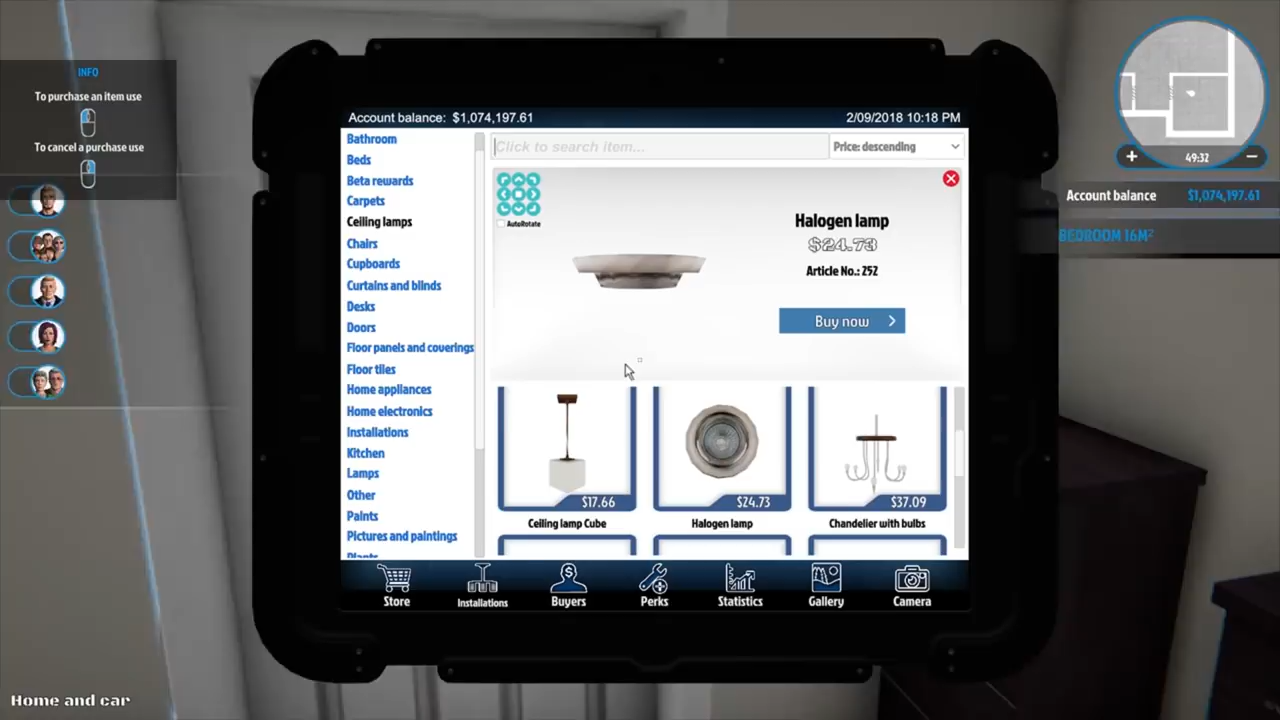 INFO
To purchase an item use
To cancel a purchase use
Account balance: $1,074,197.61
2/09/2018 10:18 PM
Bathroom
Beds
Beta rewards
Carpets
Ceiling lamps
Chairs
Cupboards
Curtains and blinds
Desks
Doors
Floor panels and coverings
Floor tiles
Home appliances
Home electronics
Installations
Kitchen
Lamps
Other
Paints
Pictures and paintings
Plants
Click to search item...
Price: descending
AutoRotate
Halogen lamp
$24.73
Article No.: 252
Buy now
$17.66
$24.73
$37.09
Ceiling lamp Cube
Halogen lamp
Chandelier with bulbs
Store
Installations
Buyers
Perks
Statistics
Gallery
Camera
+ 49:32 −
Account balance $1,074,197.61
BEDROOM 16M²
Home and car